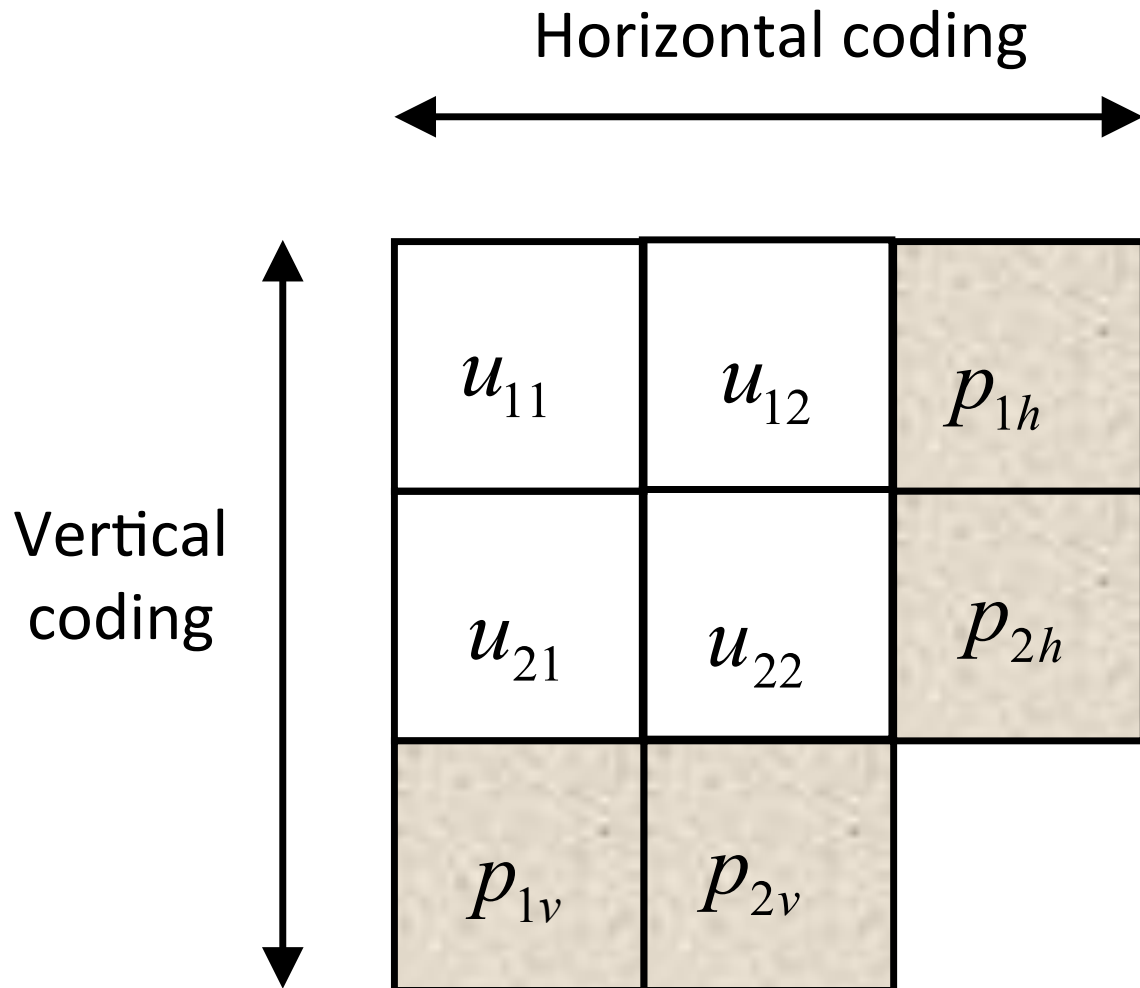 Horizontal coding
u11 u12 p1h
Vertical
coding
u21 u22 p2h
p1v p2v